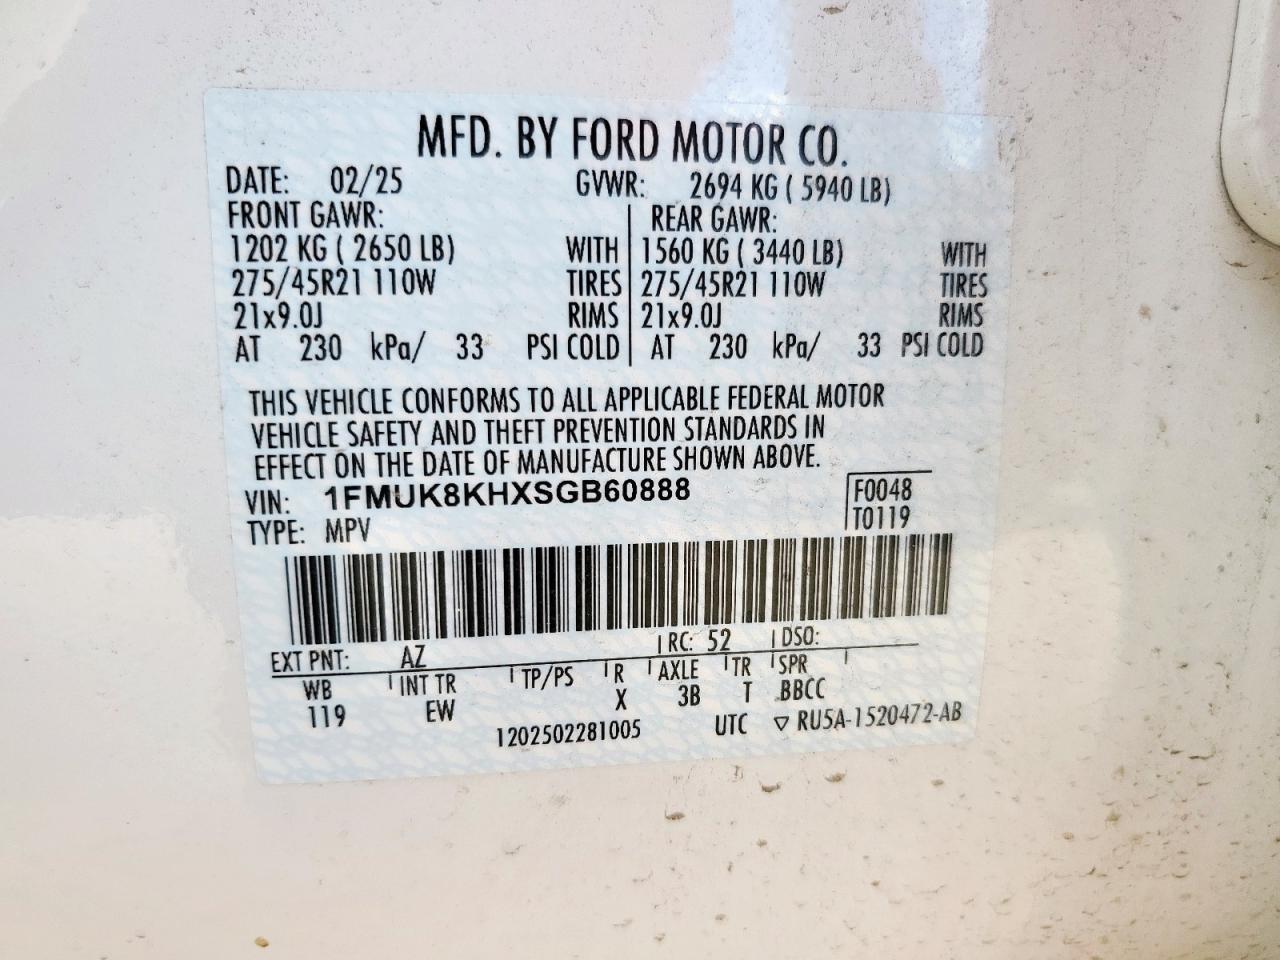 MFD. BY FORD MOTOR CO.
DATE: 02/25 GVWR: 2694 KG ( 5940 LB)
FRONT GAWR: REAR GAWR:
1202 KG ( 2650 LB) WITH 1560 KG ( 3440 LB) WITH
275/45R21 110W TIRES 275/45R21 110W TIRES
21x9.0J RIMS 21x9.0J RIMS
AT 230 kPa/ 33 PSI COLD AT 230 kPa/ 33 PSI COLD
THIS VEHICLE CONFORMS TO ALL APPLICABLE FEDERAL MOTOR
VEHICLE SAFETY AND THEFT PREVENTION STANDARDS IN
EFFECT ON THE DATE OF MANUFACTURE SHOWN ABOVE.
VIN: 1FMUK8KHXSGB60888 F0048
TYPE: MPV T0119
EXT PNT: AZ RC: 52 DSO:
WB INT TR TP/PS R AXLE TR SPR
119 EW X 3B T BBCC
1202502281005 UTC ▽ RU5A-1520472-AB